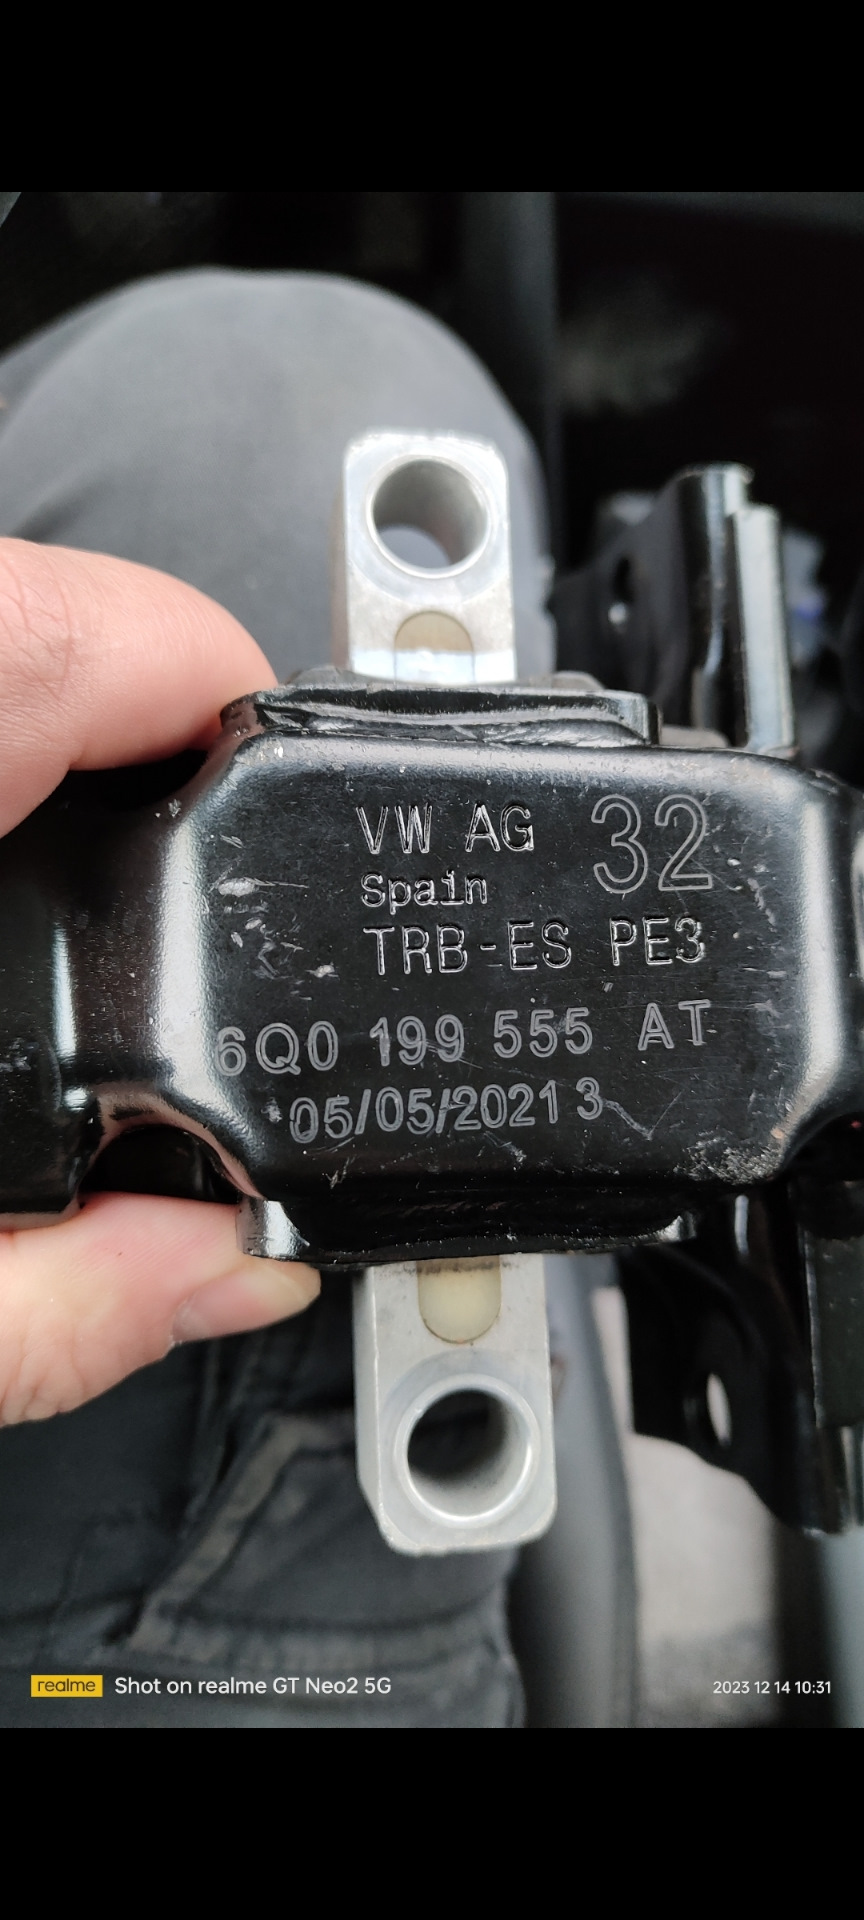 VW AG 32
Spain
TRB-ES PE3
6Q0 199 555 AT
05/05/2021 3
realme Shot on realme GT Neo2 5G 2023 12 14 10:31